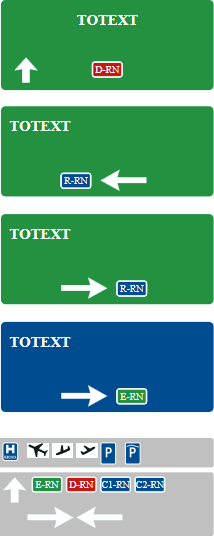 TOTEXT
D-RN
TOTEXT
R-RN
TOTEXT
R-RN
TOTEXT
E-RN
H P P
E-RN D-RN C1-RN C2-RN